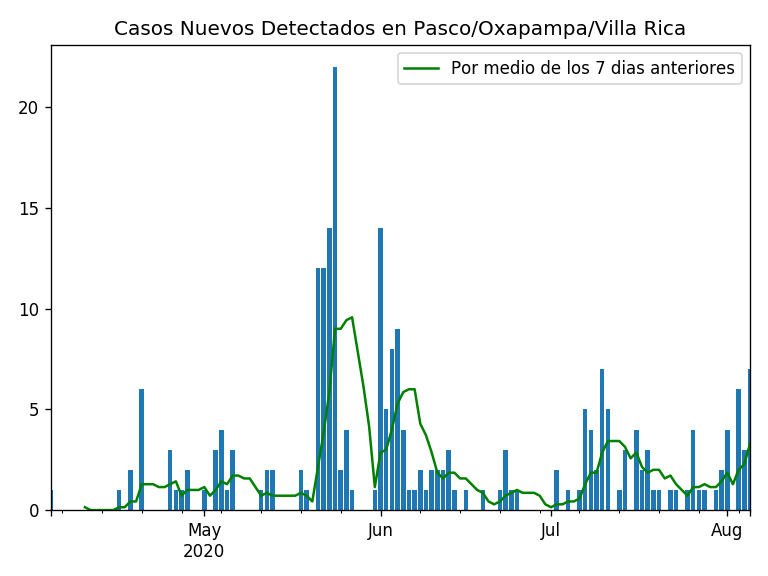 Casos Nuevos Detectados en Pasco/Oxapampa/Villa Rica
Por medio de los 7 dias anteriores
20
15
10
5
0
May
2020
Jun
Jul
Aug